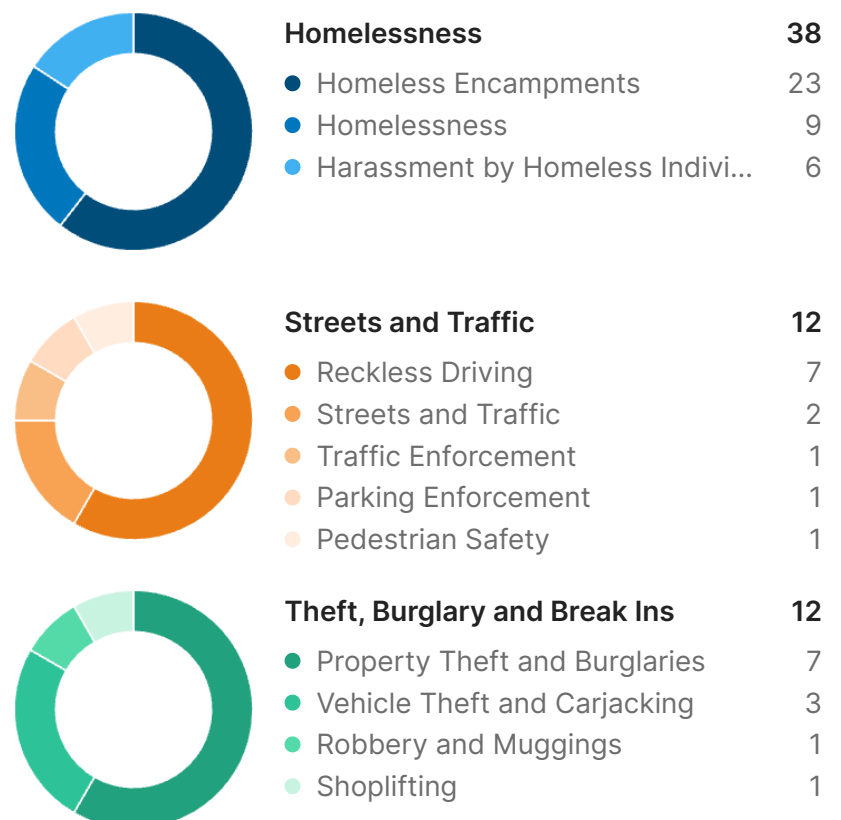 Homelessness 38
Homeless Encampments 23
Homelessness 9
Harassment by Homeless Indivi... 6
Streets and Traffic 12
Reckless Driving 7
Streets and Traffic 2
Traffic Enforcement 1
Parking Enforcement 1
Pedestrian Safety 1
Theft, Burglary and Break Ins 12
Property Theft and Burglaries 7
Vehicle Theft and Carjacking 3
Robbery and Muggings 1
Shoplifting 1